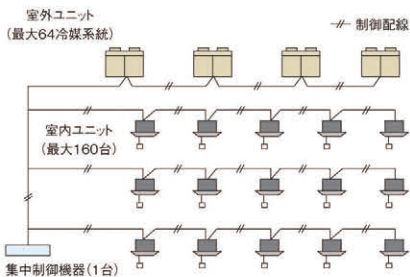 室外ユニット
(最大64冷媒系統)
制御配線
室内ユニット
(最大160台)
集中制御機器(1台)